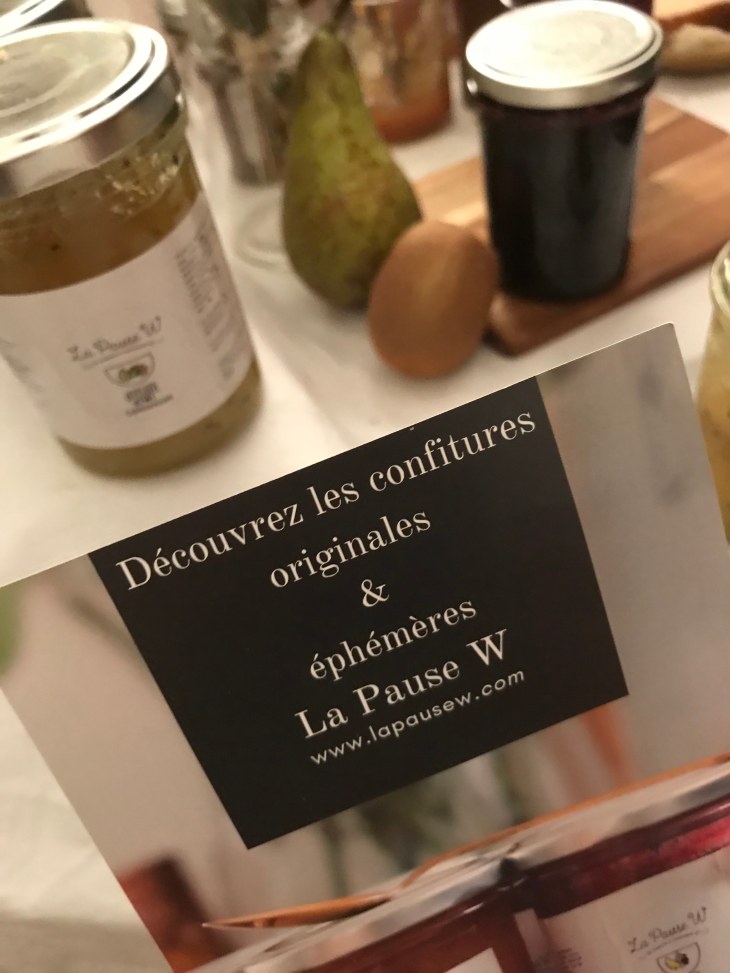 La Pause W
Découvrez les confitures
originales
&
éphémères
La Pause W
www.lapausew.com
La Pause W